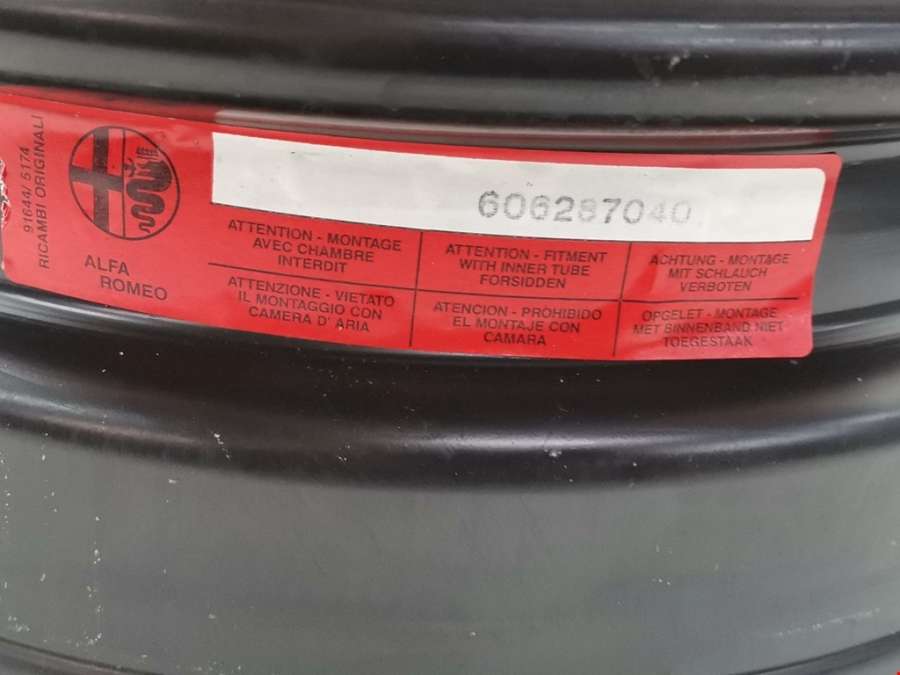 91644/ 5174
RICAMBI ORIGINALI
ALFA
ROMEO
606287040
ATTENTION - MONTAGE
AVEC CHAMBRE
INTERDIT
ATTENTION - FITMENT
WITH INNER TUBE
FORSIDDEN
ACHTUNG - MONTAGE
MIT SCHLAUCH
VERBOTEN
ATTENZIONE - VIETATO
IL MONTAGGIO CON
CAMERA D' ARIA
ATENCION - PROHIBIDO
EL MONTAJE CON
CAMARA
OPGELET - MONTAGE
MET BINNENBAND NIET
TOEGESTAAK